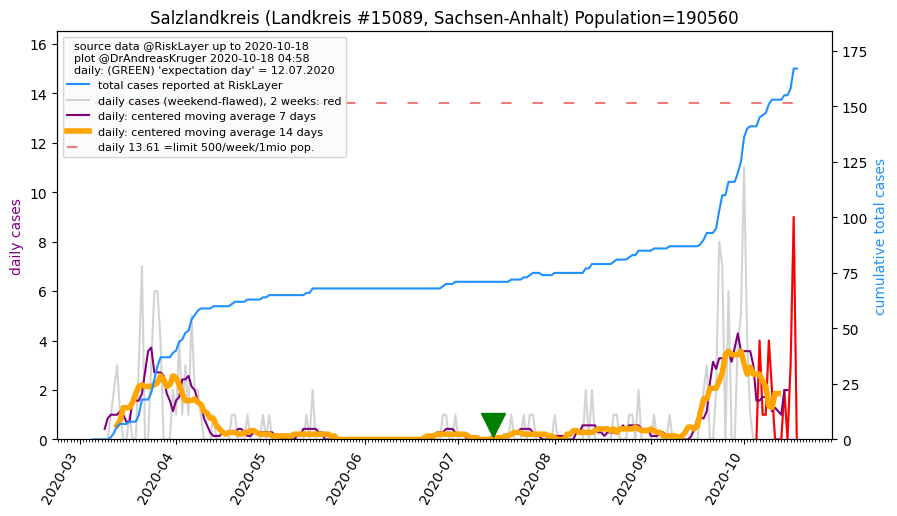 Salzlandkreis (Landkreis #15089, Sachsen-Anhalt) Population=190560
source data @RiskLayer up to 2020-10-18
plot @DrAndreasKruger 2020-10-18 04:58
daily: (GREEN) 'expectation day' = 12.07.2020
total cases reported at RiskLayer
daily cases (weekend-flawed), 2 weeks: red
daily: centered moving average 7 days
daily: centered moving average 14 days
daily 13.61 =limit 500/week/1mio pop.
daily cases
16
14
12
10
8
6
4
2
0
175
150
125
100
75
50
25
0
cumulative total cases
2020-03
2020-04
2020-05
2020-06
2020-07
2020-08
2020-09
2020-10